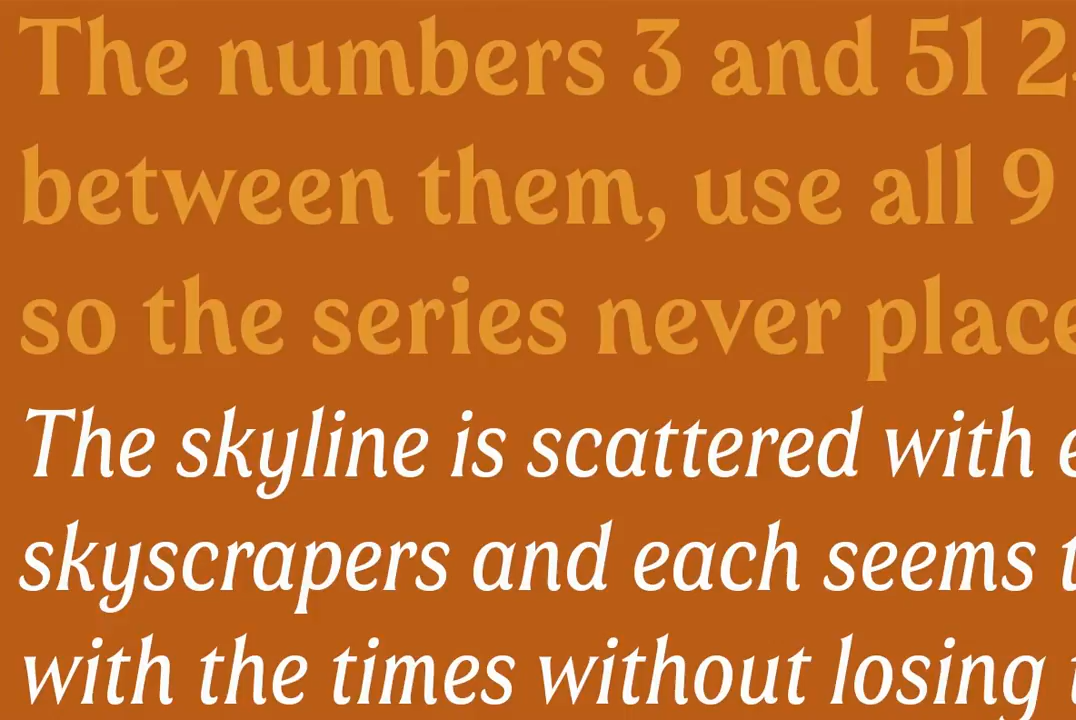 The numbers 3 and 51 2
between them, use all 9
so the series never place
The skyline is scattered with e
skyscrapers and each seems t
with the times without losing t